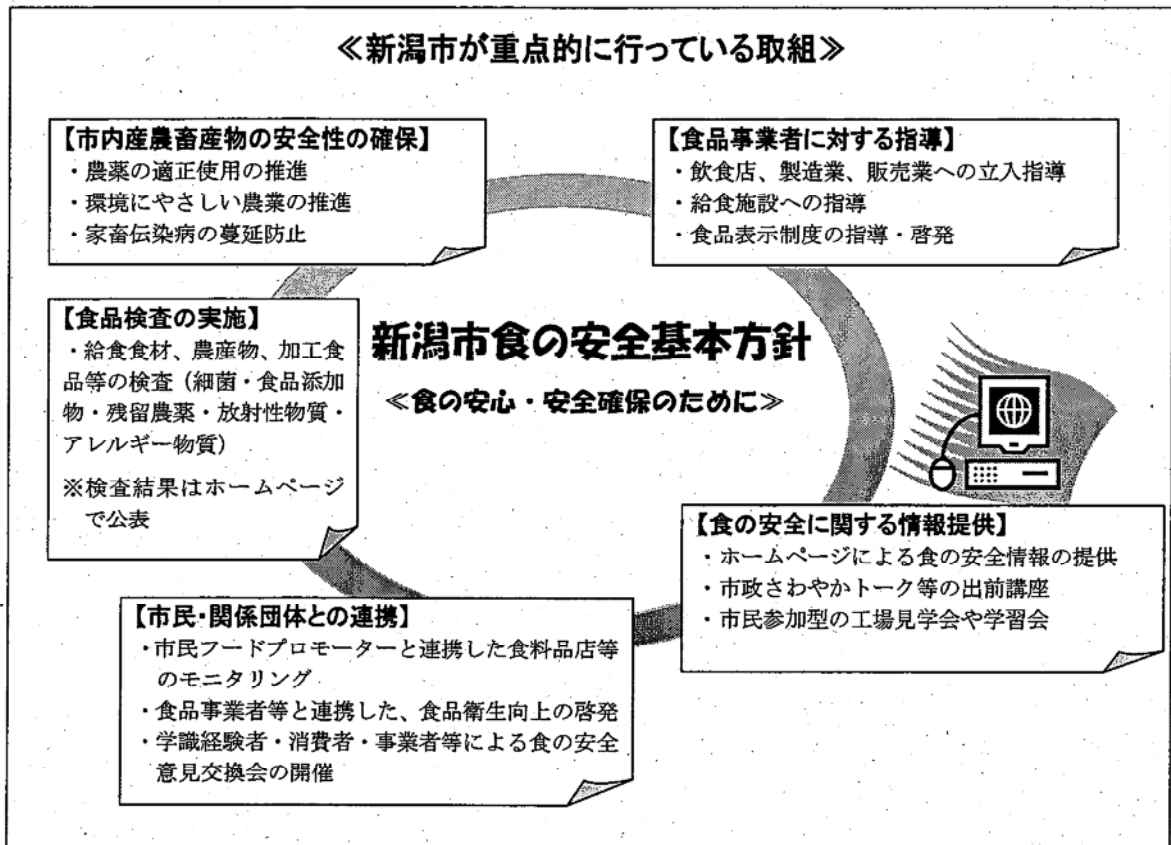 ≪新潟市が重点的に行っている取組≫
【市内産農畜産物の安全性の確保】
・農薬の適正使用の推進
・環境にやさしい農業の推進
・家畜伝染病の蔓延防止
【食品事業者に対する指導】
・飲食店、製造業、販売業への立入指導
・給食施設への指導
・食品表示制度の指導・啓発
【食品検査の実施】
・給食食材、農産物、加工食
品等の検査（細菌・食品添加
物・残留農薬・放射性物質・
アレルギー物質）
※検査結果はホームページ
で公表
新潟市食の安全基本方針
≪食の安心・安全確保のために≫
【食の安全に関する情報提供】
・ホームページによる食の安全情報の提供
・市政さわやかトーク等の出前講座
・市民参加型の工場見学会や学習会
【市民・関係団体との連携】
・市民フードプロモーターと連携した食料品店等
のモニタリング
・食品事業者等と連携した、食品衛生向上の啓発
・学識経験者・消費者・事業者等による食の安全
意見交換会の開催